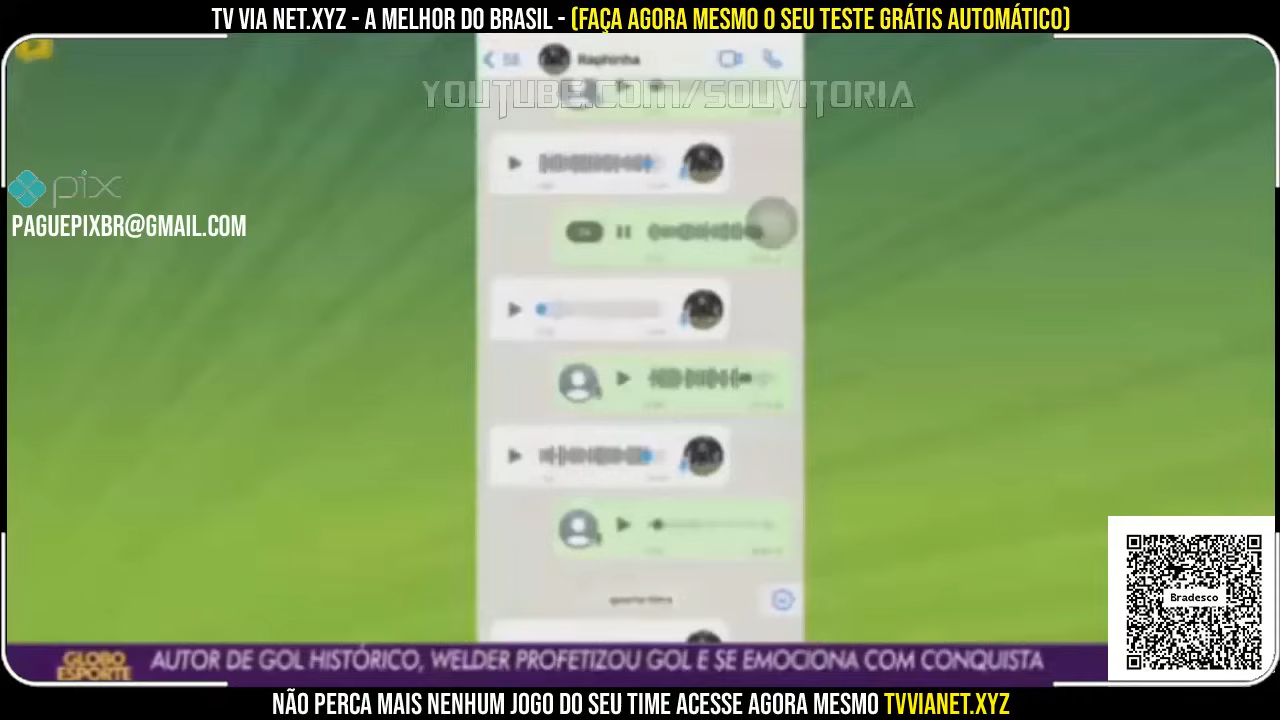 TV VIA NET.XYZ - A MELHOR DO BRASIL - (FAÇA AGORA MESMO O SEU TESTE GRÁTIS AUTOMÁTICO)
58 Raphinha
YOUTUBE.COM/SOUVITORIA
pix
PAGUEPIXBR@GMAIL.COM
Bradesco
GLOBO ESPORTE
AUTOR DE GOL HISTÓRICO, WELDER PROFETIZOU GOL E SE EMOCIONA COM CONQUISTA
NÃO PERCA MAIS NENHUM JOGO DO SEU TIME ACESSE AGORA MESMO TVVIANET.XYZ